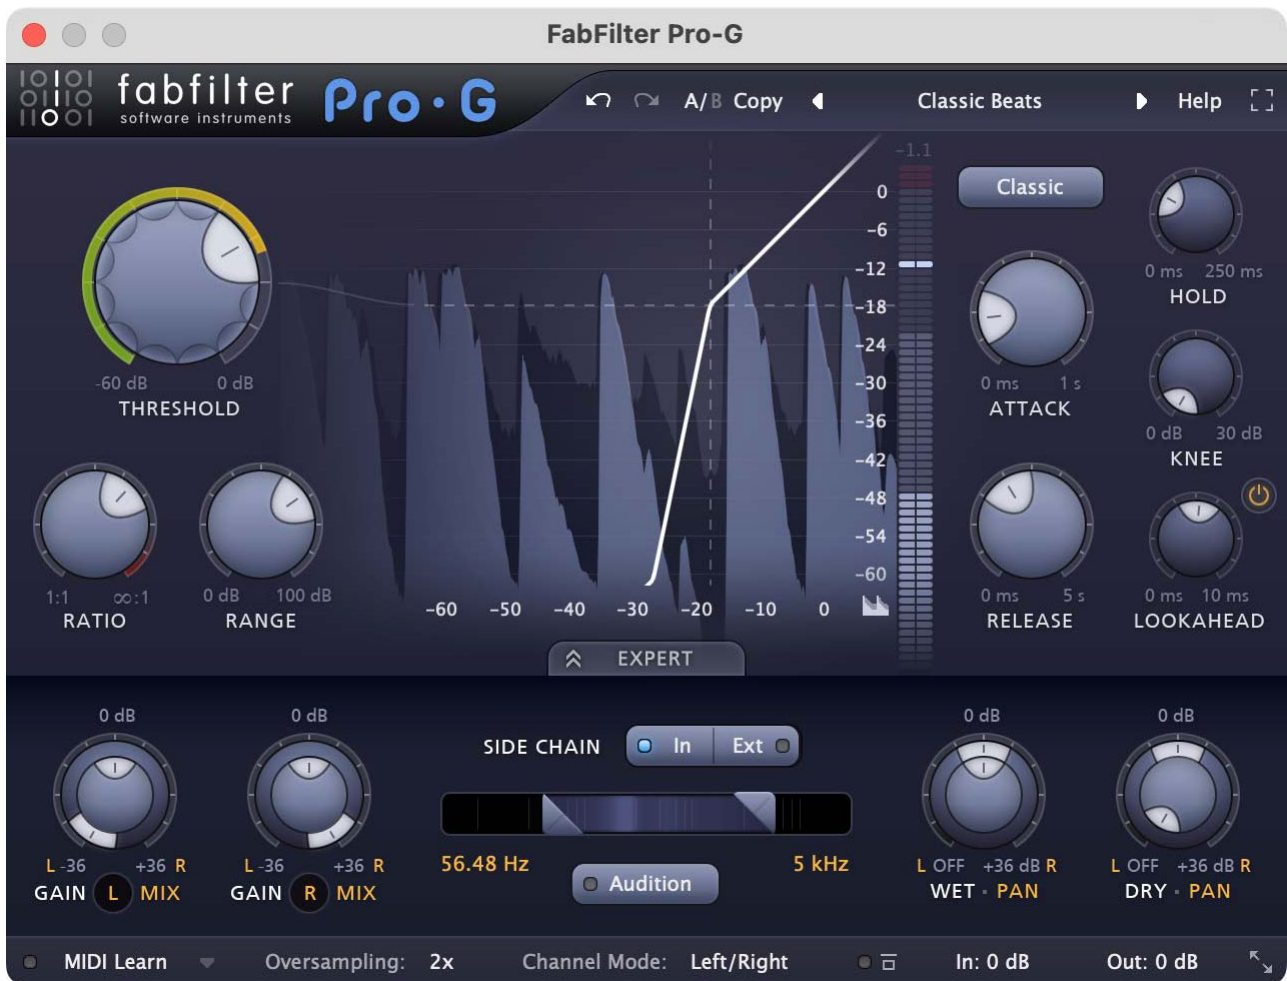 FabFilter Pro-G
fabfilter
software instruments
Pro·G
A/B Copy
Classic Beats
Help
-1.1
0
-6
-12
-18
-24
-30
-36
-42
-48
-54
-60
-60 -50 -40 -30 -20 -10 0
-60 dB 0 dB
THRESHOLD
1:1 ∞:1
RATIO
0 dB 100 dB
RANGE
Classic
0 ms 250 ms
HOLD
0 ms 1 s
ATTACK
0 dB 30 dB
KNEE
0 ms 5 s
RELEASE
0 ms 10 ms
LOOKAHEAD
EXPERT
0 dB
L -36 +36 R
GAIN L MIX
0 dB
L -36 +36 R
GAIN R MIX
SIDE CHAIN In Ext
56.48 Hz 5 kHz
Audition
0 dB
L OFF +36 dB R
WET · PAN
0 dB
L OFF +36 dB R
DRY · PAN
MIDI Learn Oversampling: 2x Channel Mode: Left/Right In: 0 dB Out: 0 dB